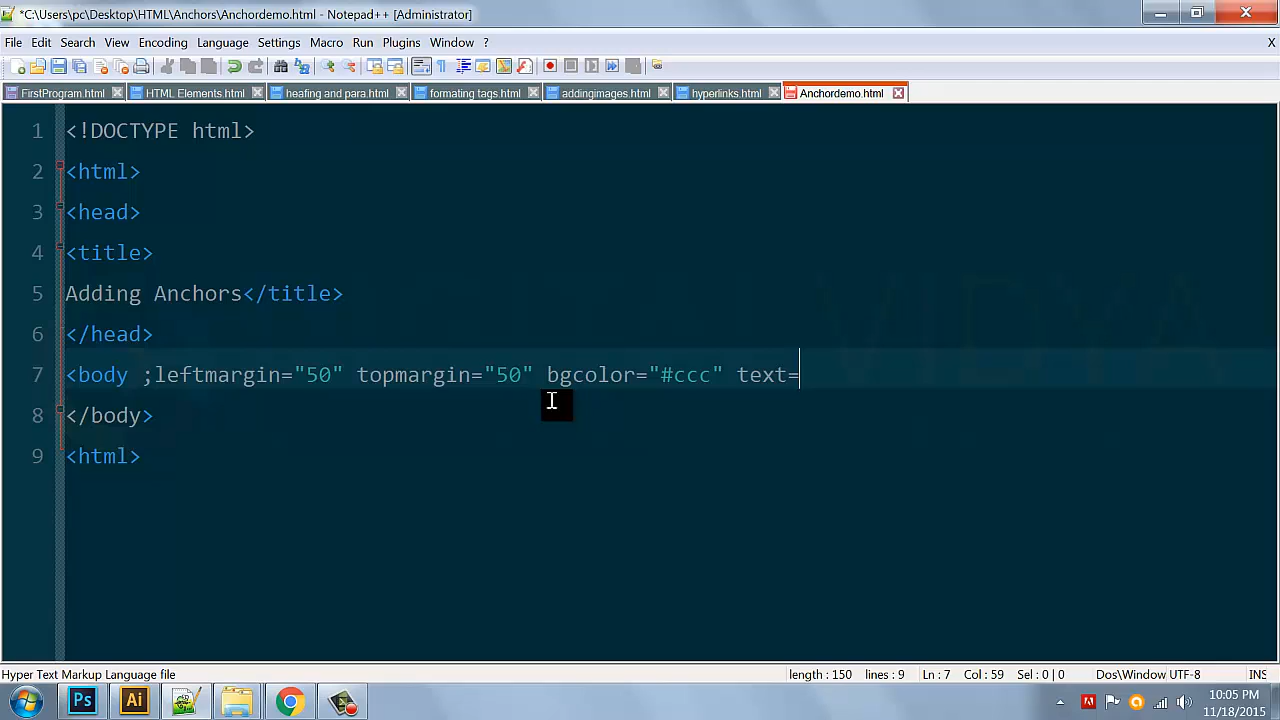 *C:\Users\pc\Desktop\HTML\Anchors\Anchordemo.html - Notepad++ [Administrator]
File Edit Search View Encoding Language Settings Macro Run Plugins Window ? X
FirstProgram.html HTML Elements.html heafing and para.html formating tags.html addingimages.html hyperlinks.html Anchordemo.html
1 <!DOCTYPE html>
2 <html>
3 <head>
4 <title>
5 Adding Anchors</title>
6 </head>
7 <body ;leftmargin="50" topmargin="50" bgcolor="#ccc" text=
8 </body>
9 <html>
Hyper Text Markup Language file length : 150 lines : 9 Ln : 7 Col : 59 Sel : 0 | 0 Dos\Window UTF-8 INS
Ps Ai 10:05 PM
11/18/2015